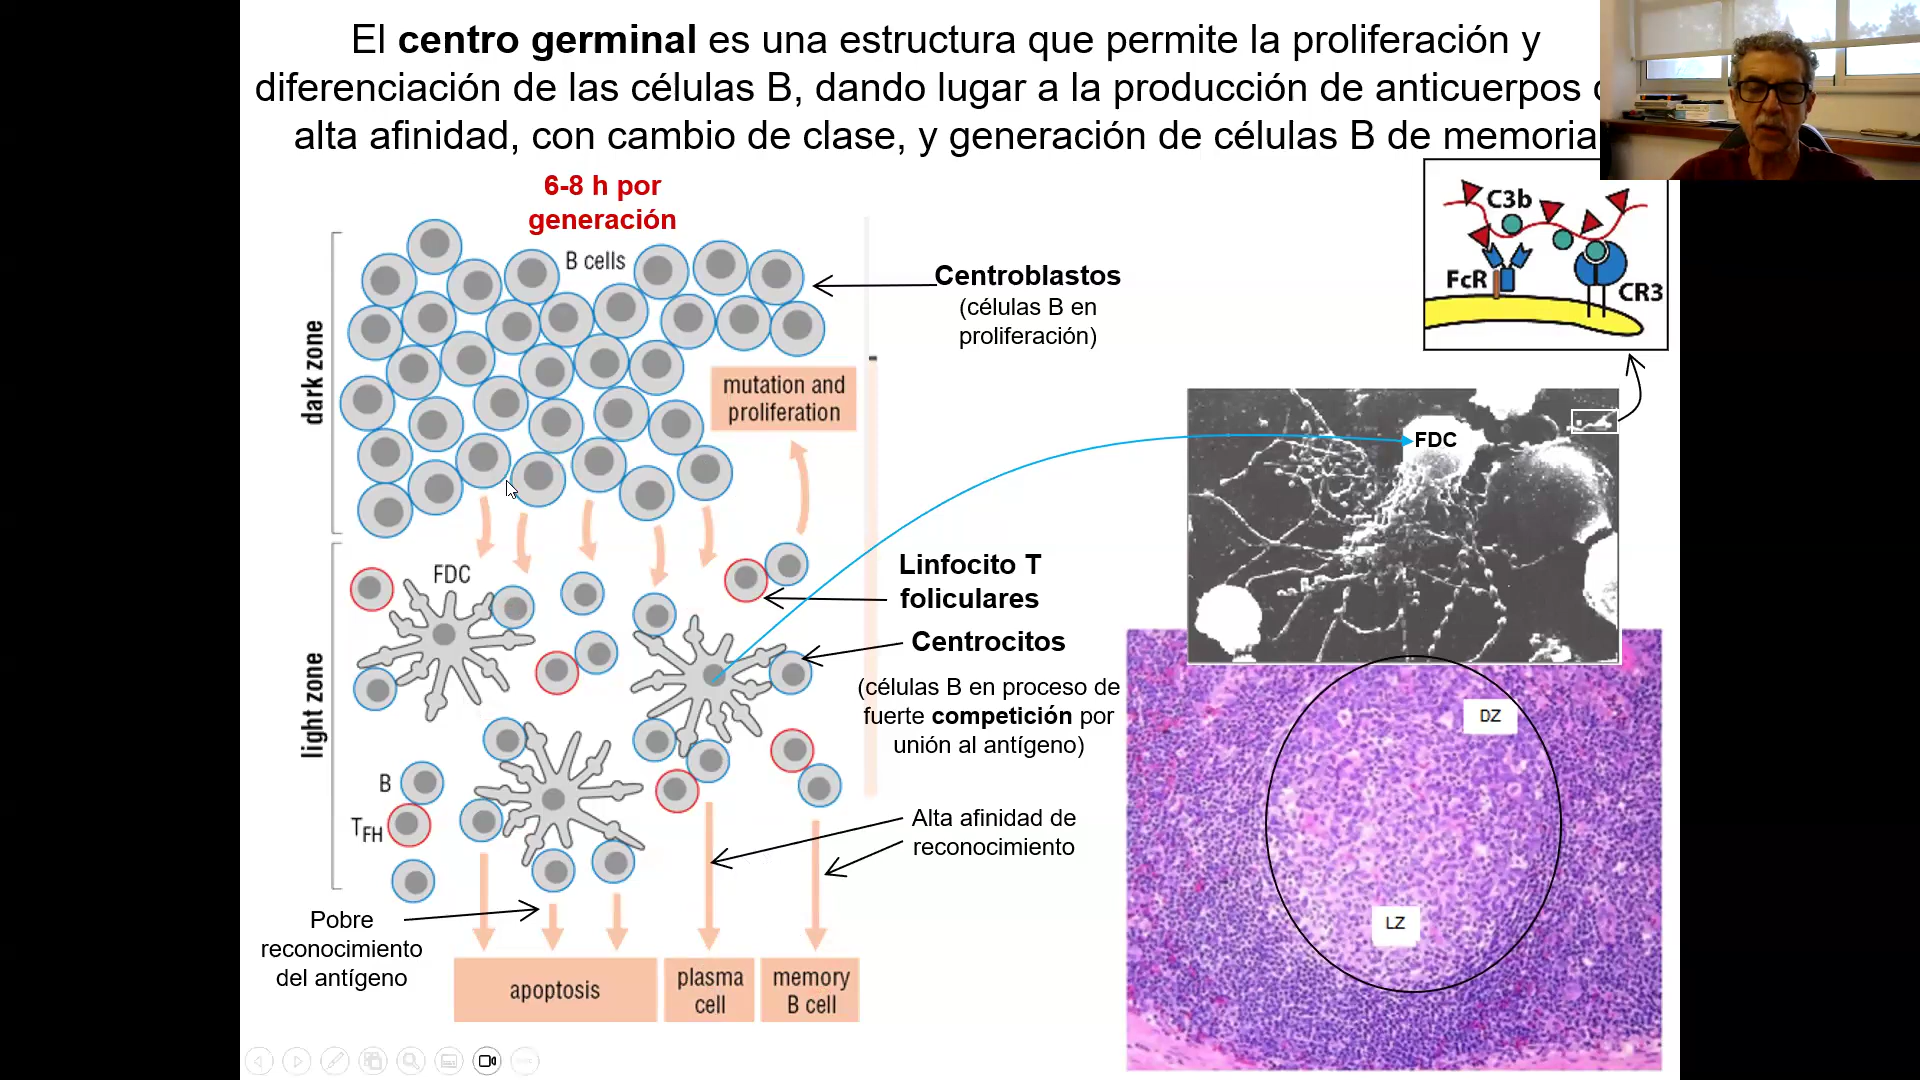 El centro germinal es una estructura que permite la proliferación y
diferenciación de las células B, dando lugar a la producción de anticuerpos
alta afinidad, con cambio de clase, y generación de células B de memoria
6-8 h por
generación
B cells
dark zone
Centroblastos
(células B en
proliferación)
mutation and
proliferation
C3b
FcR
CR3
FDC
FDC
light zone
Linfocito T
foliculares
Centrocitos
(células B en proceso de
fuerte competición por
unión al antígeno)
B
TFH
Alta afinidad de
reconocimiento
Pobre
reconocimiento
del antígeno
apoptosis
plasma
cell
memory
B cell
DZ
LZ